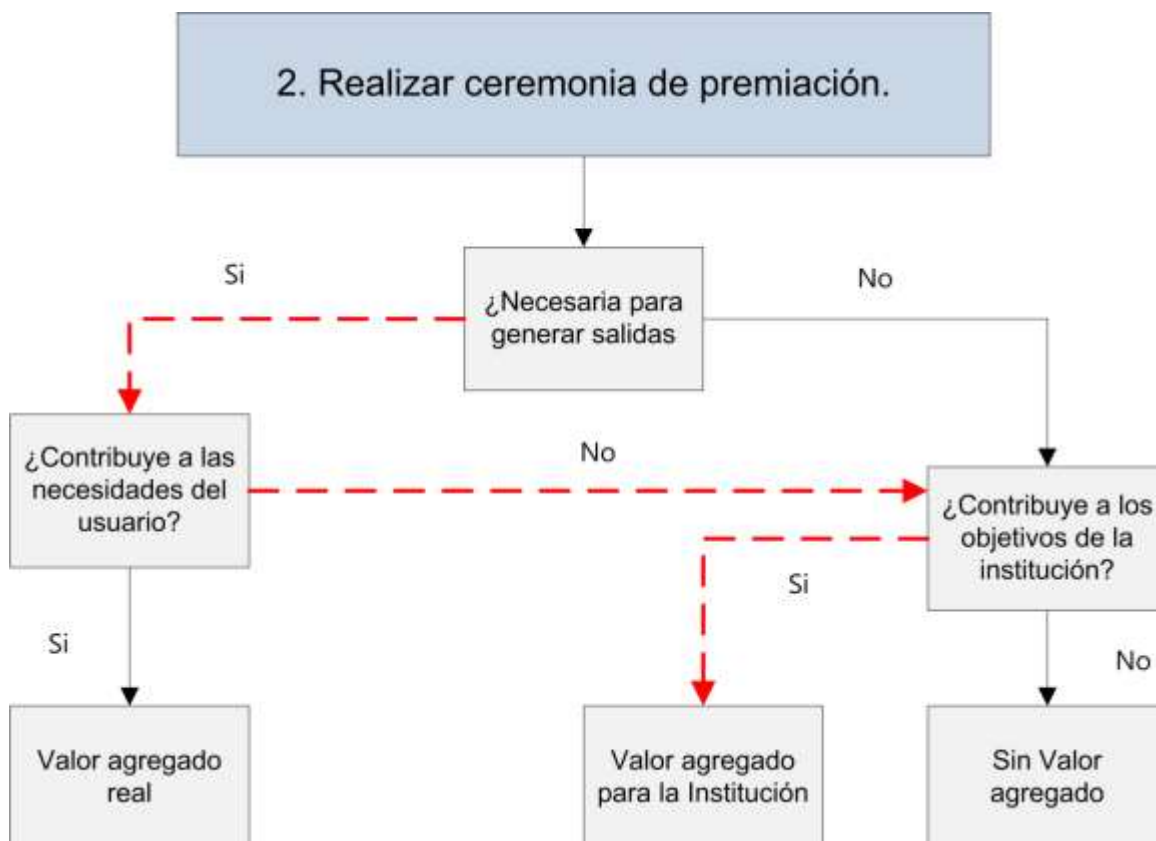 2. Realizar ceremonia de premiación.
Si
No
¿Necesaria para
generar salidas
¿Contribuye a las
necesidades del
usuario?
No
¿Contribuye a los
objetivos de la
institución?
Si
Si
No
Valor agregado
real
Valor agregado
para la Institución
Sin Valor
agregado